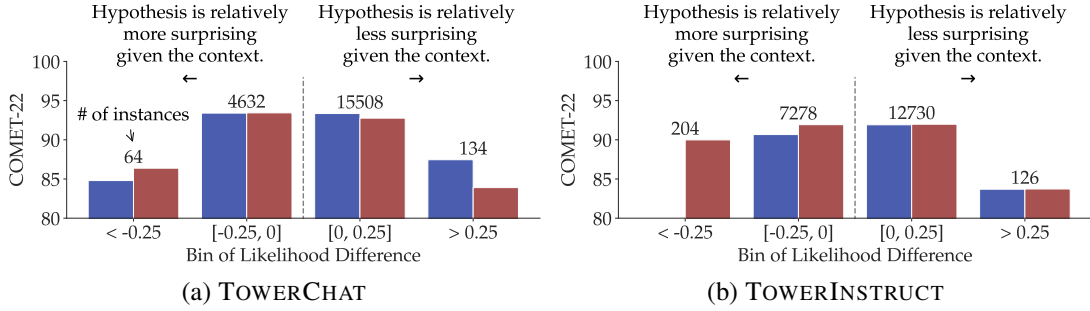 Hypothesis is relatively
more surprising
given the context.
←
Hypothesis is relatively
less surprising
given the context.
→
100
95
90
85
80
COMET-22
# of instances
64
4632
15508
134
< -0.25
[-0.25, 0]
[0, 0.25]
> 0.25
Bin of Likelihood Difference
(a) TOWERCHAT
Hypothesis is relatively
more surprising
given the context.
←
Hypothesis is relatively
less surprising
given the context.
→
100
95
90
85
80
COMET-22
204
7278
12730
126
< -0.25
[-0.25, 0]
[0, 0.25]
> 0.25
Bin of Likelihood Difference
(b) TOWERINSTRUCT